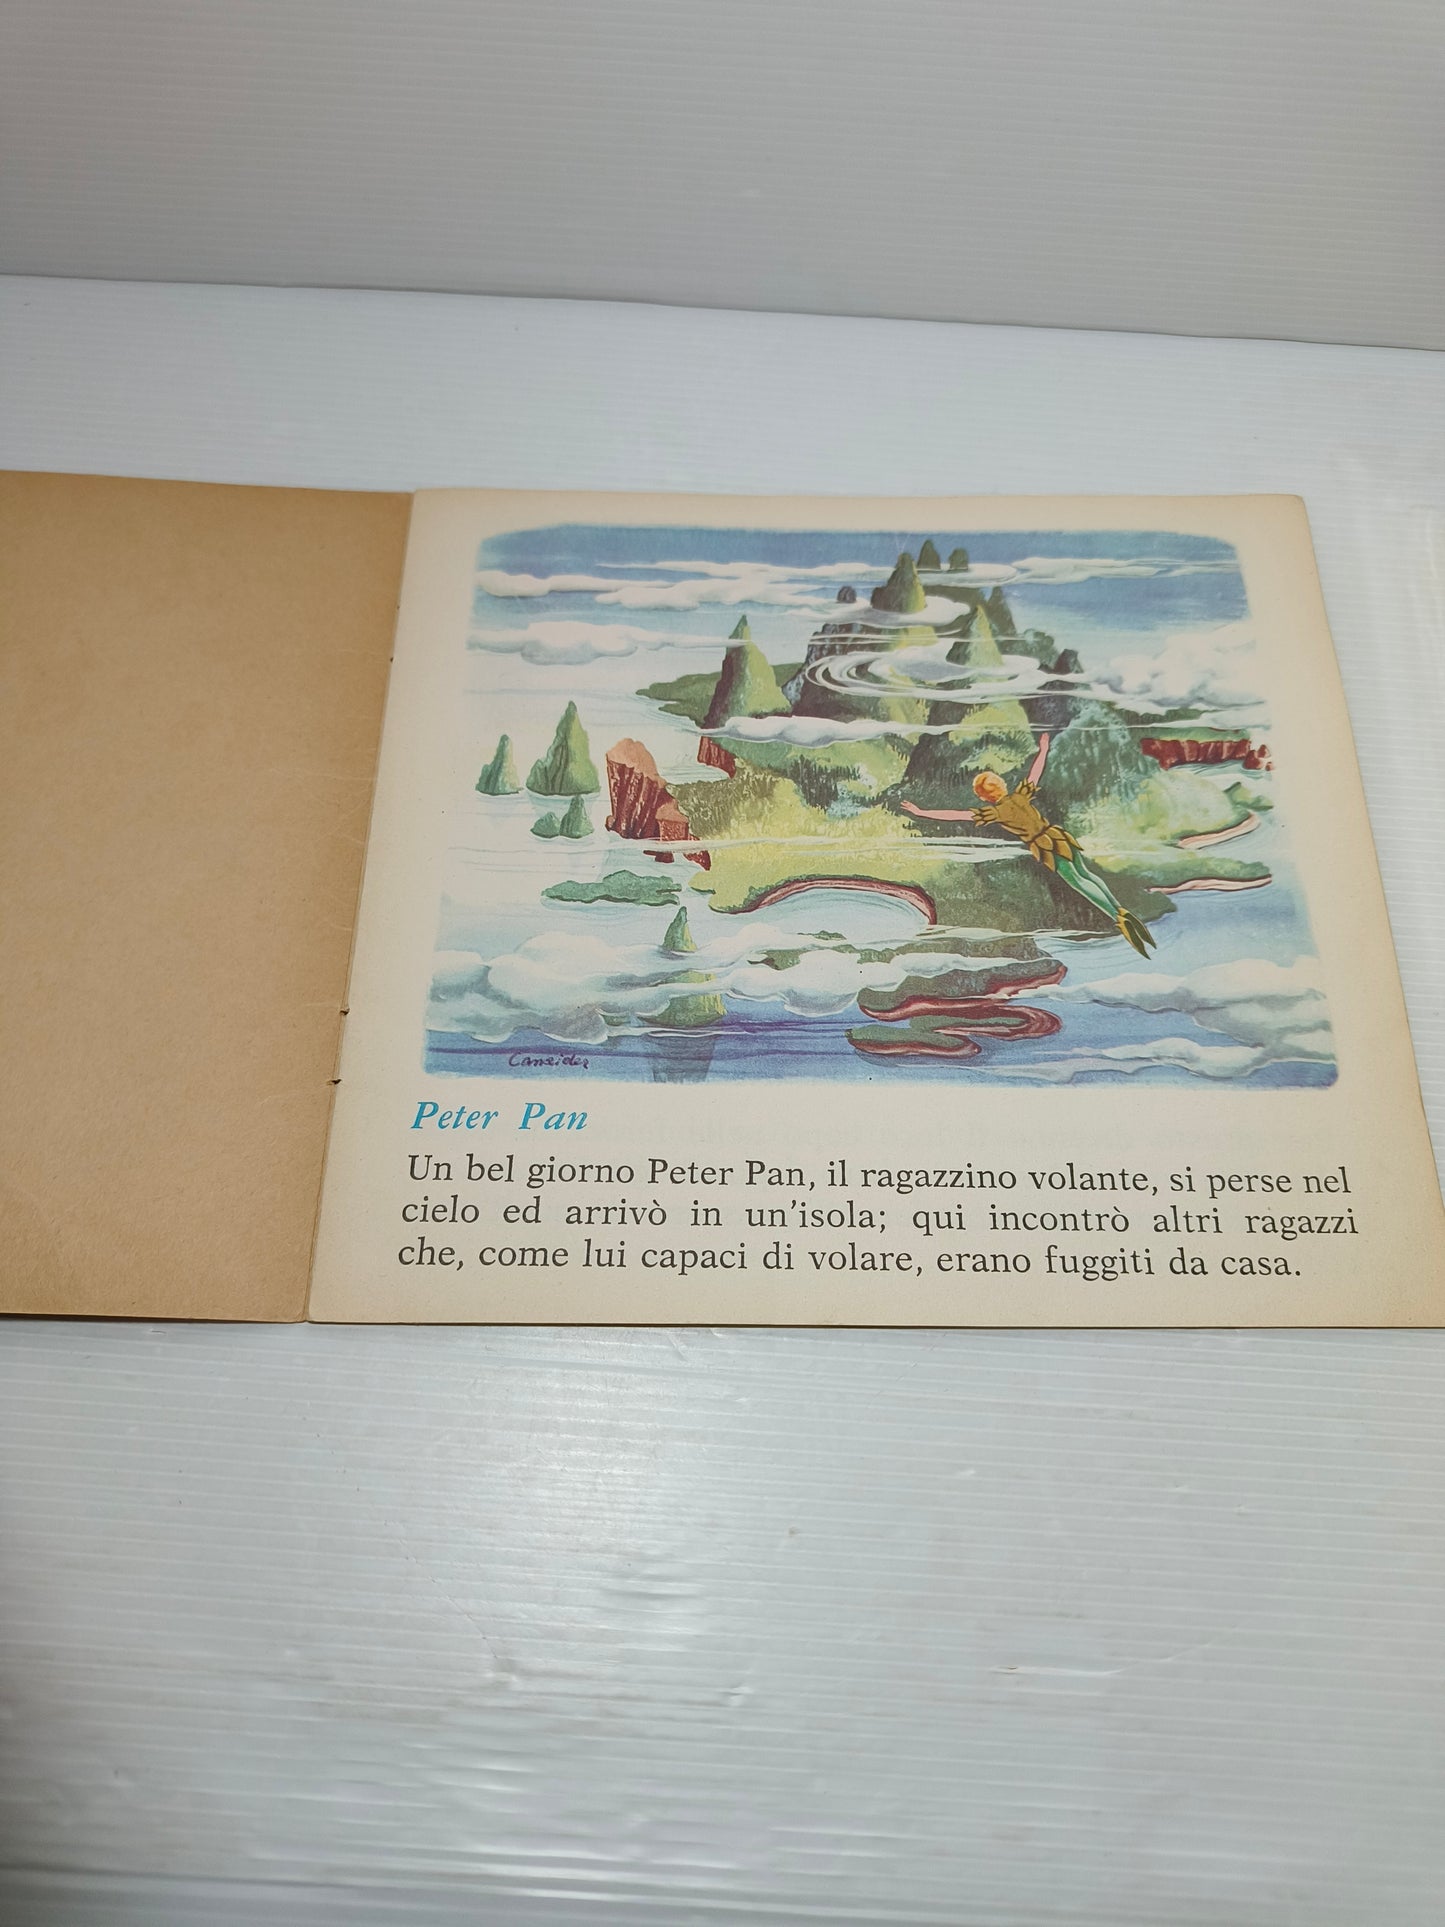 Canaider
Peter Pan
Un bel giorno Peter Pan, il ragazzino volante, si perse nel
cielo ed arrivò in un'isola; qui incontrò altri ragazzi
che, come lui capaci di volare, erano fuggiti da casa.